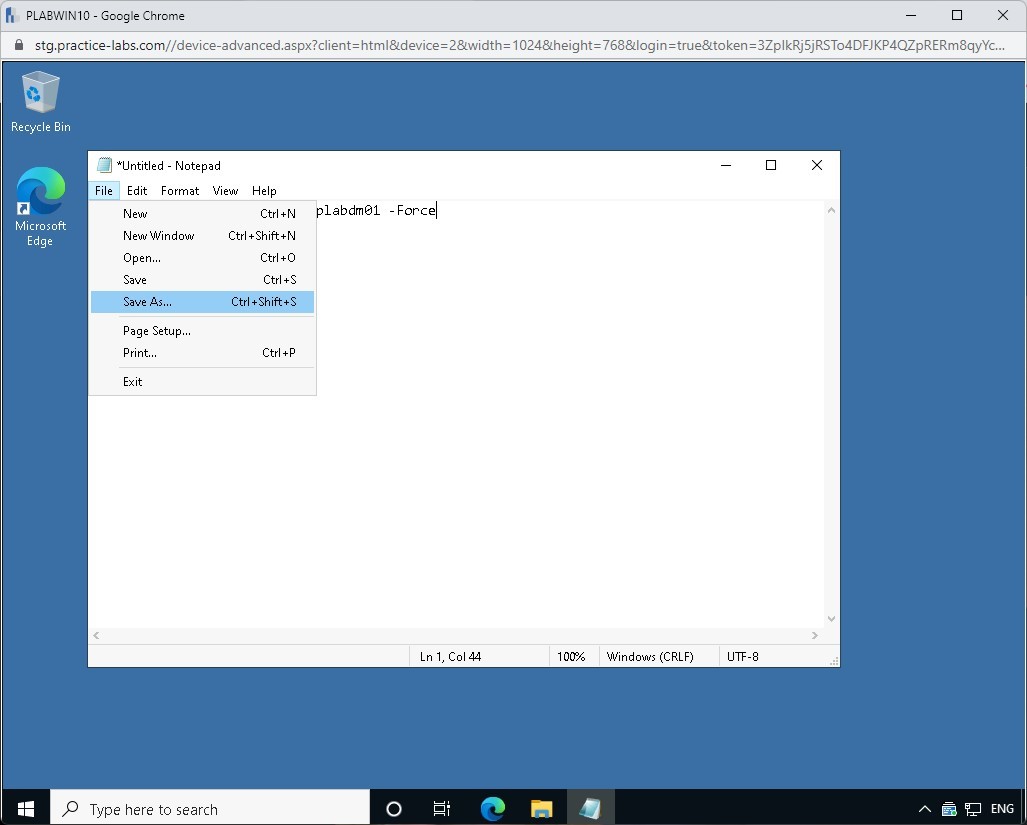 PLABWIN10 - Google Chrome
stg.practice-labs.com//device-advanced.aspx?client=html&device=2&width=1024&height=768&login=true&token=3ZpIkRj5jRSTo4DFJKP4QZpRERm8qyYc...
Recycle Bin
*Untitled - Notepad
File Edit Format View Help
plabdm01 -Force
New Ctrl+N
New Window Ctrl+Shift+N
Open... Ctrl+O
Save Ctrl+S
Save As... Ctrl+Shift+S
Page Setup...
Print... Ctrl+P
Exit
Microsoft
Edge
Ln 1, Col 44 100% Windows (CRLF) UTF-8
Type here to search
ENG